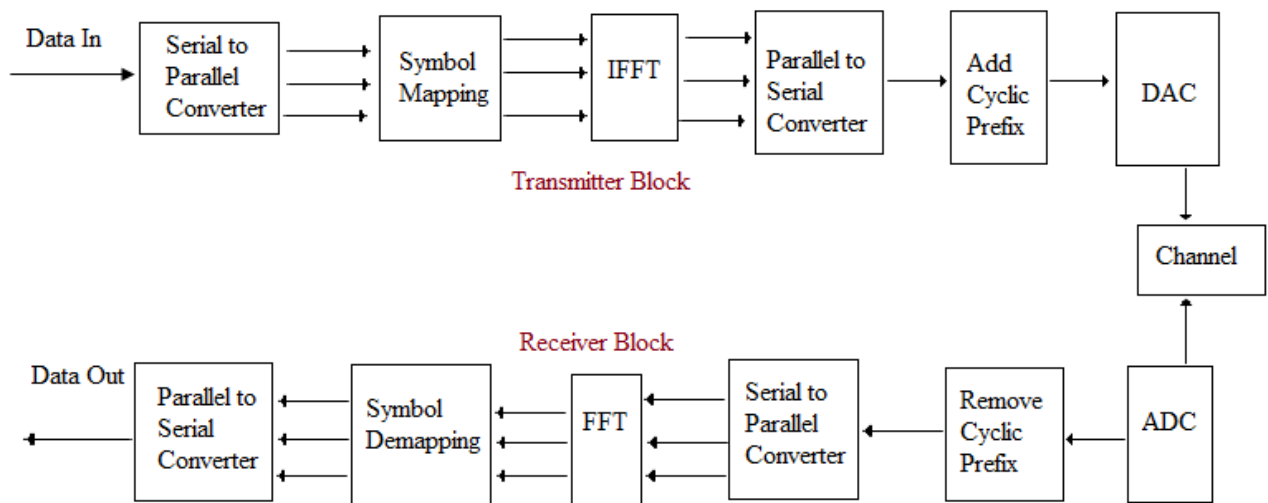 Data In
Serial to
Parallel
Converter
Symbol
Mapping
IFFT
Parallel to
Serial
Converter
Add
Cyclic
Prefix
DAC
Transmitter Block
Channel
Receiver Block
Data Out
Parallel to
Serial
Converter
Symbol
Demapping
FFT
Serial to
Parallel
Converter
Remove
Cyclic
Prefix
ADC